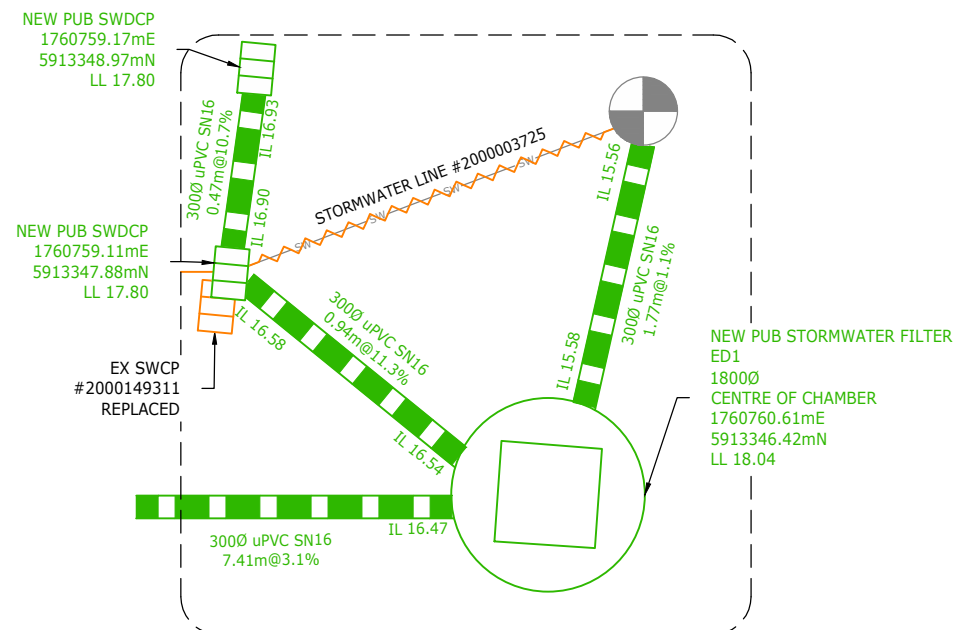 NEW PUB SWDCP
1760759.17mE
5913348.97mN
LL 17.80
300Ø uPVC SN16
0.47m@10.7%
IL 16.93
IL 16.90
STORMWATER LINE #2000003725
SW
SW
SW
SW
NEW PUB SWDCP
1760759.11mE
5913347.88mN
LL 17.80
EX SWCP
#2000149311
REPLACED
IL 16.58
300Ø uPVC SN16
0.94m@11.3%
IL 16.54
IL 15.56
300Ø uPVC SN16
1.77m@1.1%
IL 15.58
NEW PUB STORMWATER FILTER
ED1
1800Ø
CENTRE OF CHAMBER
1760760.61mE
5913346.42mN
LL 18.04
IL 16.47
300Ø uPVC SN16
7.41m@3.1%